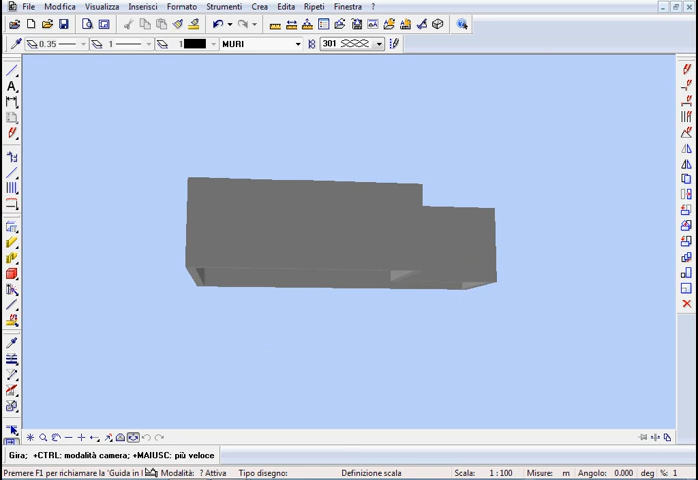 File Modifica Visualizza Inserisci Formato Strumenti Crea Edita Ripeti Finestra ?
0.35 1 1 MURI 301
A
Gira; +CTRL: modalità camera; +MAIUSC: più veloce
Premere F1 per richiamare la 'Guida in l Modalità: ? Attiva Tipo disegno: Definizione scala Scala: 1 : 100 Misure: m Angolo: 0.000 deg % 1